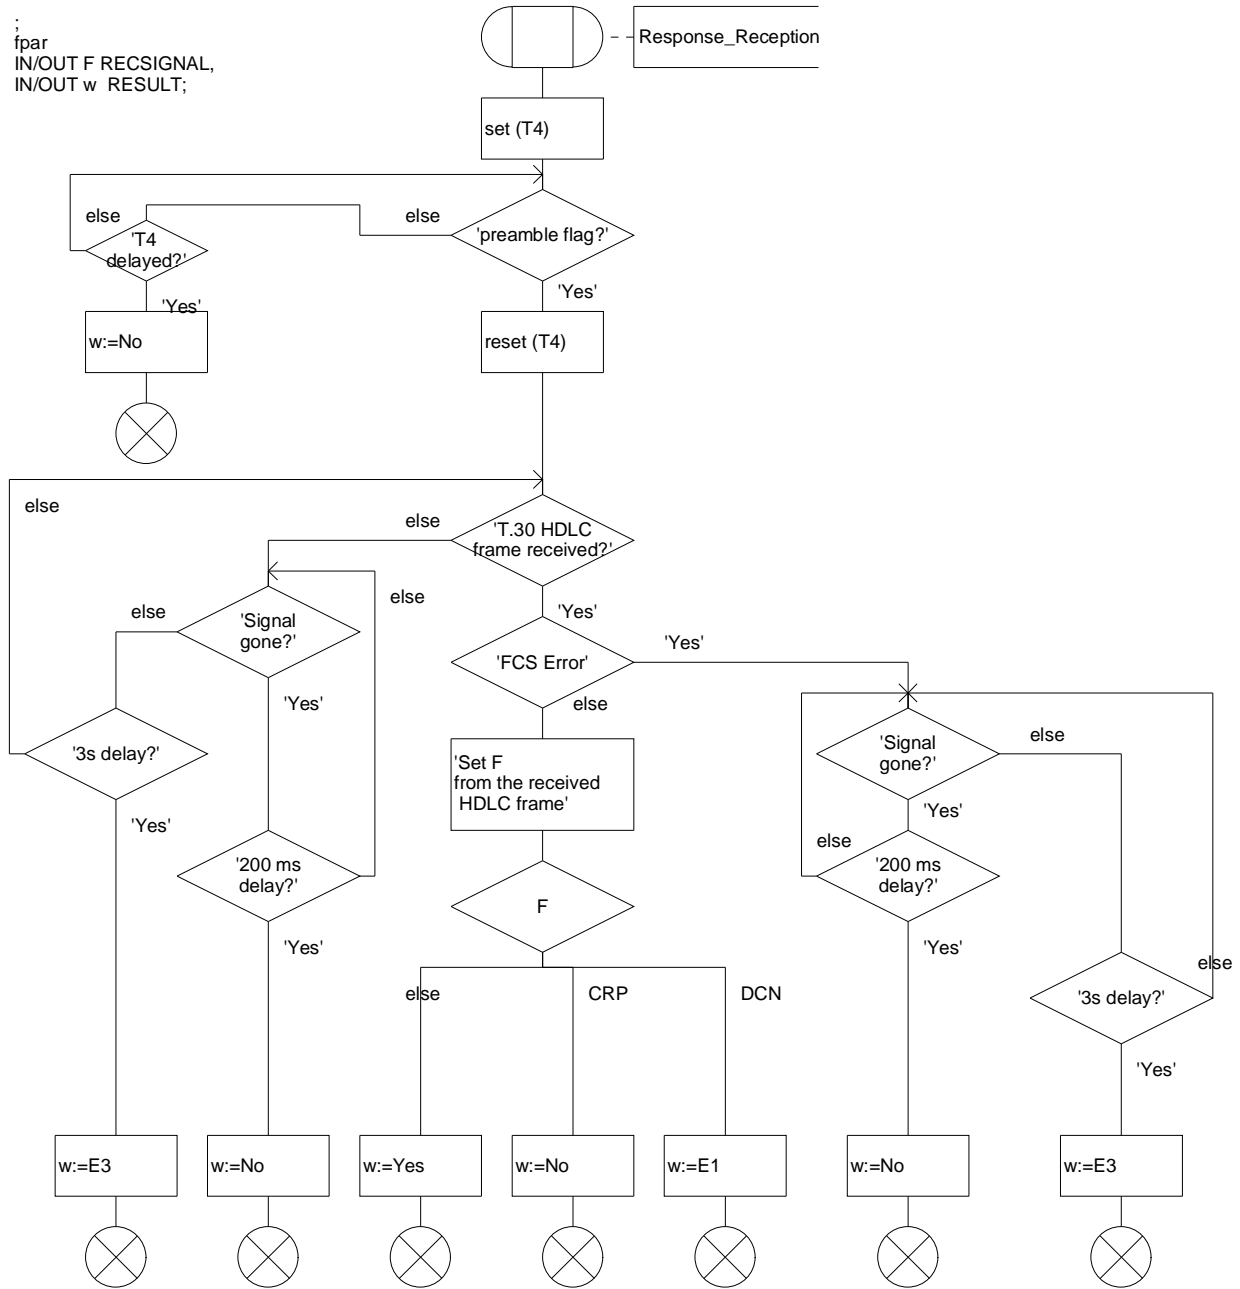 ;
fpar
IN/OUT F RECSIGNAL,
IN/OUT w  RESULT;
Response_Reception
set (T4)
else
else
'T4
delayed?'
'preamble flag?'
'Yes'
'Yes'
w:=No
reset (T4)
else
else
'T.30 HDLC
frame received?'
else
else
'Signal
gone?'
'Yes'
'Yes'
'FCS Error'
'Yes'
else
'3s delay?'
'Set F
from the received
HDLC frame'
'Signal
gone?'
else
'Yes'
'Yes'
else
'200 ms
delay?'
'200 ms
delay?'
F
'Yes'
'Yes'
else
CRP
DCN
else
'3s delay?'
'Yes'
w:=E3
w:=No
w:=Yes
w:=No
w:=E1
w:=No
w:=E3